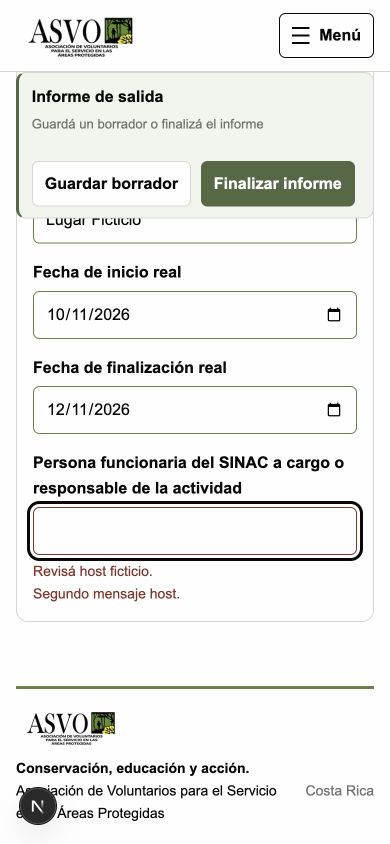 ASVO
ASOCIACIÓN DE VOLUNTARIOS
PARA EL SERVICIO EN LAS
ÁREAS PROTEGIDAS
Menú
Informe de salida
Guardá un borrador o finalizá el informe
Guardar borrador
Finalizar informe
Lugar Ficticio
Fecha de inicio real
10/11/2026
Fecha de finalización real
12/11/2026
Persona funcionaria del SINAC a cargo o
responsable de la actividad
Revisá host ficticio.
Segundo mensaje host.
ASVO
ASOCIACIÓN DE VOLUNTARIOS
PARA EL SERVICIO EN LAS
ÁREAS PROTEGIDAS
Conservación, educación y acción.
Asociación de Voluntarios para el Servicio
Costa Rica
Áreas Protegidas
N